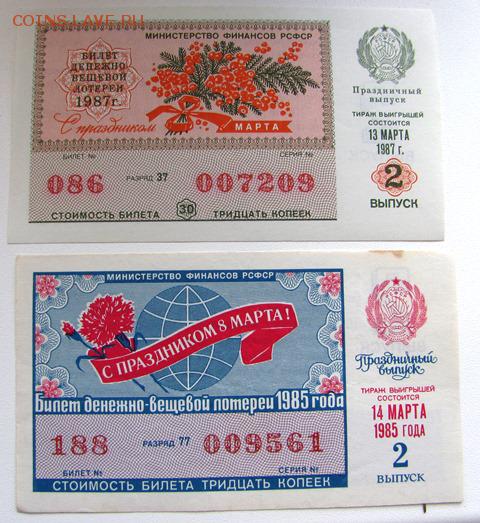 COINS.LAVE.РУ
МИНИСТЕРСТВО ФИНАНСОВ РСФСР
БИЛЕТ
ДЕНЕЖНО-
ВЕЩЕВОЙ
ЛОТЕРЕИ
1987г.
С праздником
МАРТА
БИЛЕТ №
СЕРИЯ №
086
РАЗРЯД 37
007209
СТОИМОСТЬ БИЛЕТА 30 ТРИДЦАТЬ КОПЕЕК
Праздничный
выпуск
ТИРАЖ ВЫИГРЫШЕЙ
СОСТОИТСЯ
13 МАРТА
1987 г.
2
ВЫПУСК
МИНИСТЕРСТВО ФИНАНСОВ РСФСР
С ПРАЗДНИКОМ 8 МАРТА!
Билет денежно-вещевой лотереи 1985 года
188
РАЗРЯД 77
009561
БИЛЕТ №
СЕРИЯ №
СТОИМОСТЬ БИЛЕТА ТРИДЦАТЬ КОПЕЕК
Праздничный
выпуск
ТИРАЖ ВЫИГРЫШЕЙ
СОСТОИТСЯ
14 МАРТА
1985 ГОДА
2
ВЫПУСК